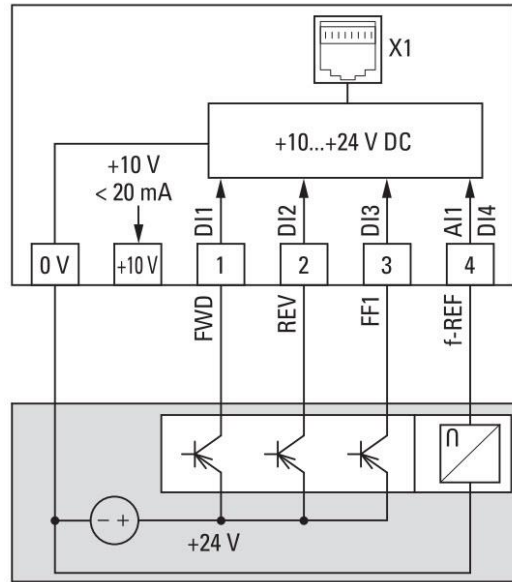 X1
+10...+24 V DC
+10 V
< 20 mA
DI1
DI2
DI3
AI1
DI4
0 V
+10 V
1
2
3
4
FWD
REV
FF1
f-REF
− +
+24 V